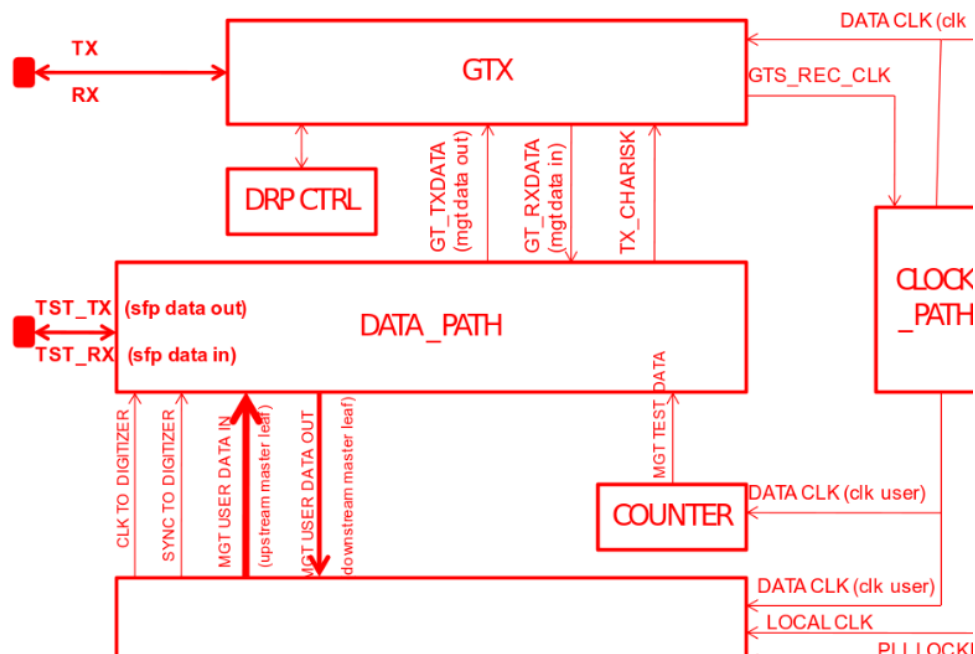 DATA CLK (clk
TX
GTX
RX
GTS_REC_CLK
GT_TXDATA
(mgt data out)
GT_RXDATA
(mgt data in)
TX_CHARISK
DRP CTRL
CLOCK
_PATH
TST_TX (sfp data out)
DATA_PATH
TST_RX (sfp data in)
CLK TO DIGITIZER
SYNC TO DIGITIZER
MGT USER DATA IN
(upstream master leaf)
MGT USER DATA OUT
downstream master leaf)
MGT TEST_DATA
COUNTER
DATA CLK (clk user)
DATA CLK (clk user)
LOCAL CLK